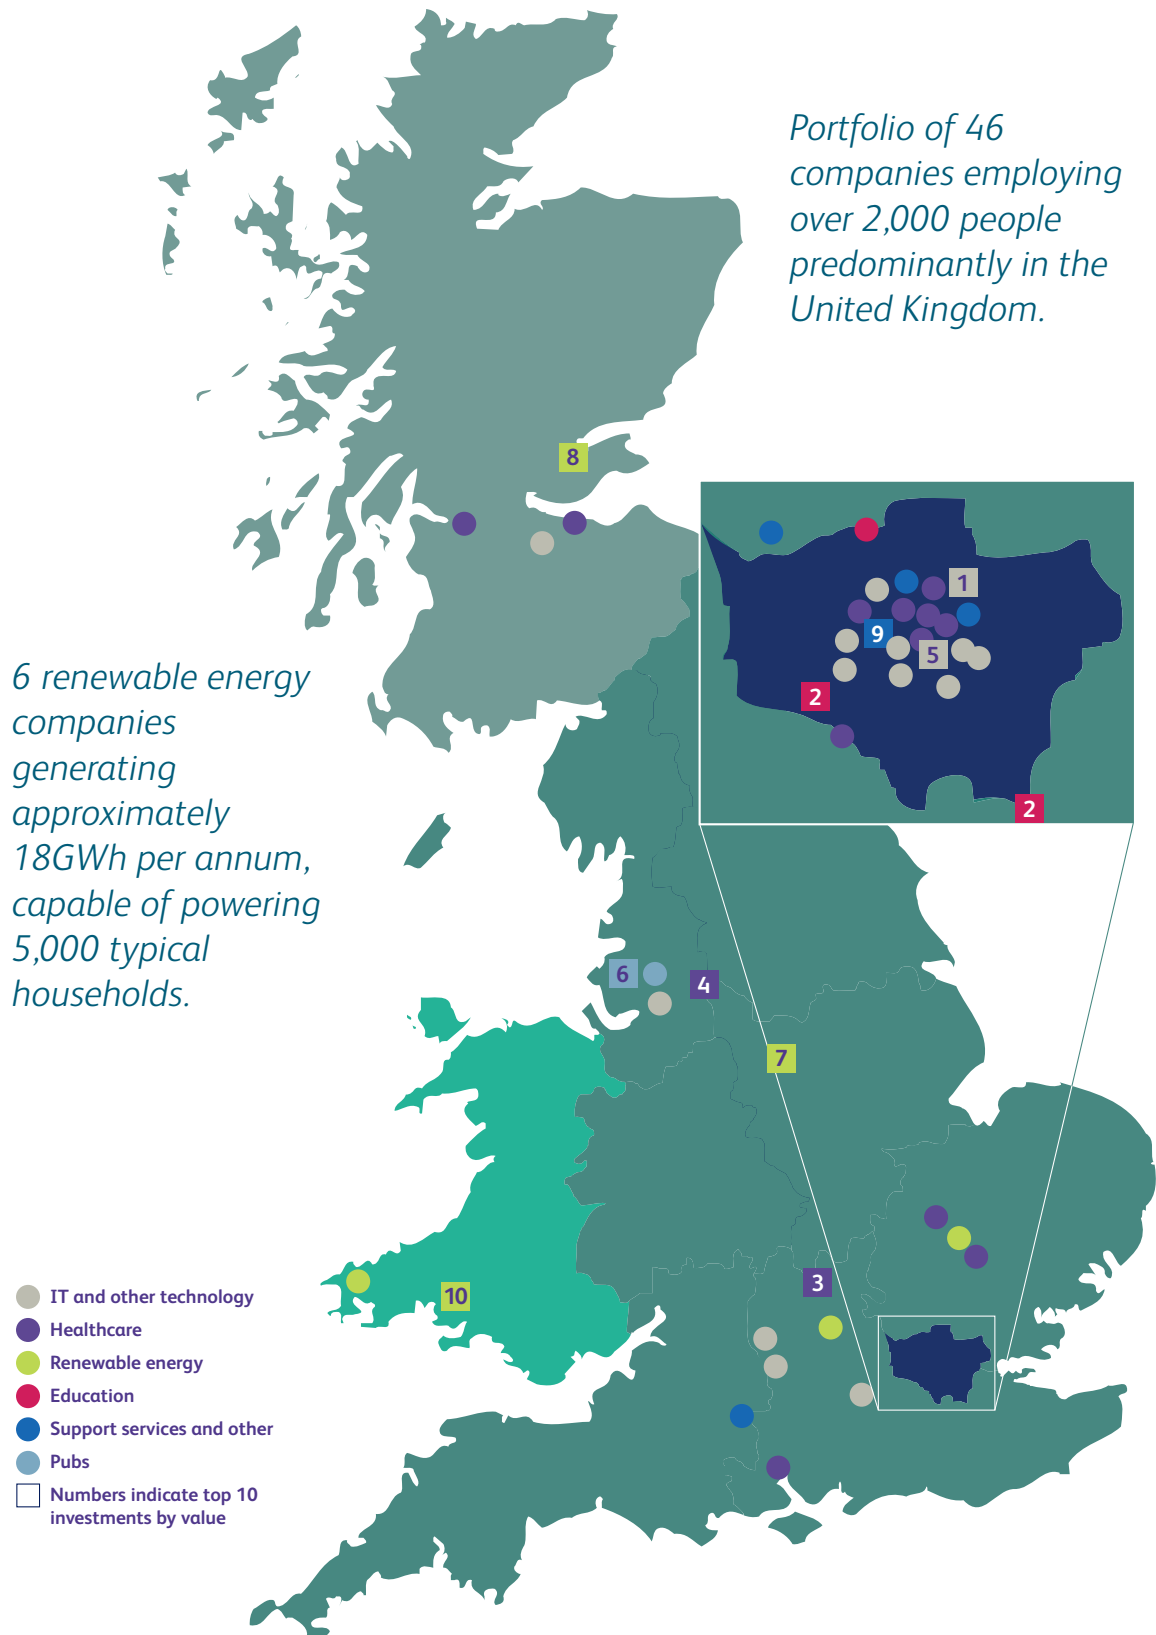 Portfolio of 46
companies employing
over 2,000 people
predominantly in the
United Kingdom.
8
1
9
5
2
2
6 renewable energy
companies
generating
approximately
18GWh per annum,
capable of powering
5,000 typical
households.
6
4
7
3
10
IT and other technology
Healthcare
Renewable energy
Education
Support services and other
Pubs
Numbers indicate top 10
investments by value